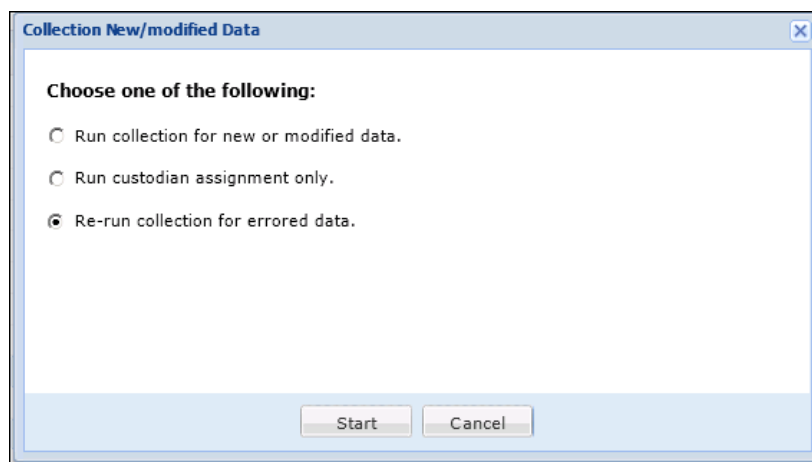 Collection New/modified Data
Choose one of the following:
Run collection for new or modified data.
Run custodian assignment only.
Re-run collection for errored data.
Start Cancel